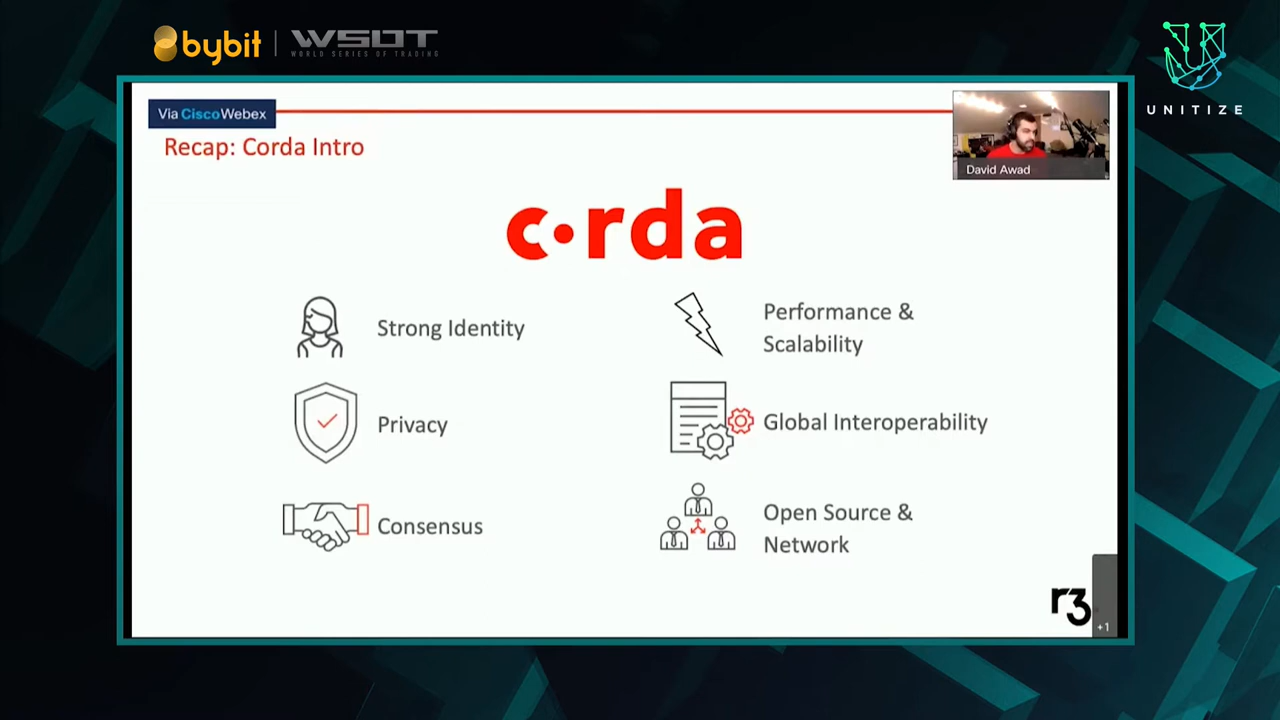 bybit
WSOT
WORLD SERIES OF TRADING
UNITIZE
Via CiscoWebex
Recap: Corda Intro
David Awad
c·rda
Strong Identity
Performance &
Scalability
Privacy
Global Interoperability
Consensus
Open Source &
Network
r3.
+1